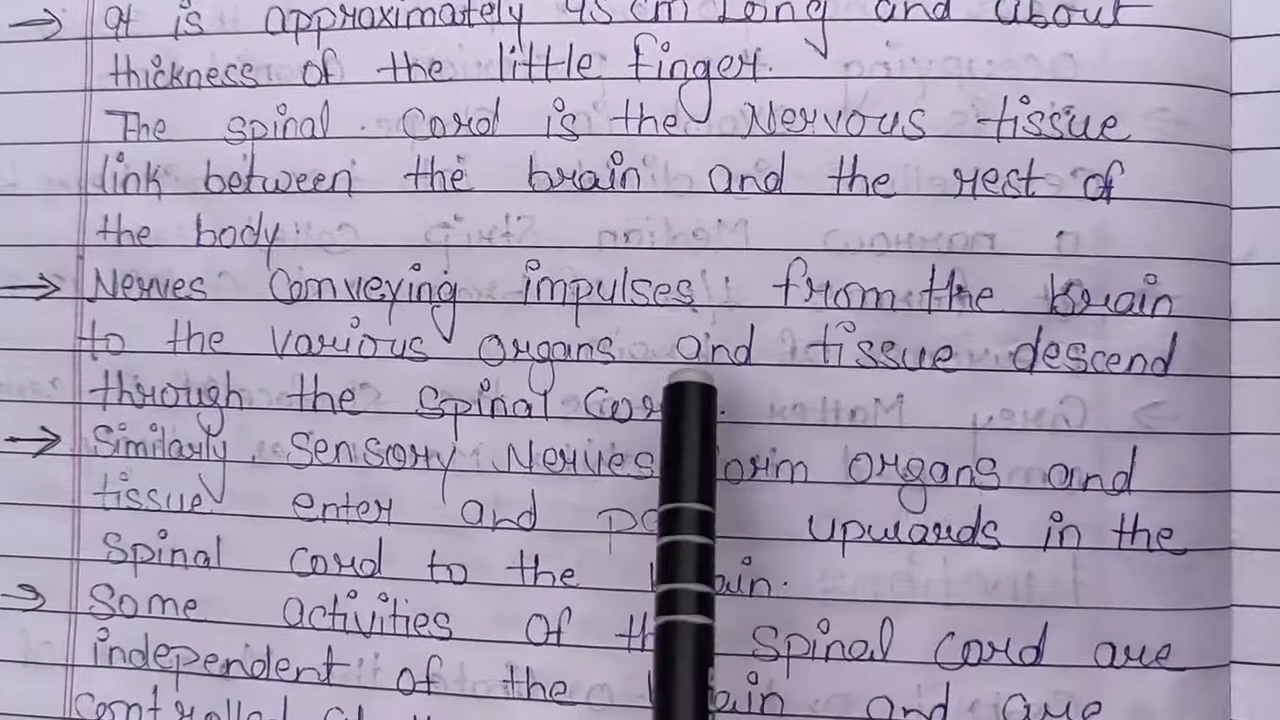 → It is approximately 45 cm Long and about
thickness of the little finger.
The spinal cord is the Nervous tissue
link between the brain and the rest of
the body
→ Nerves Conveying impulses from the brain
to the various organs and tissue descend
through the spinal
→ Similarly Sensory Nerves organs and
tissue enter and upwards in the
Spinal cord to the
→ Some activities of spinal cord are
independent of the and are